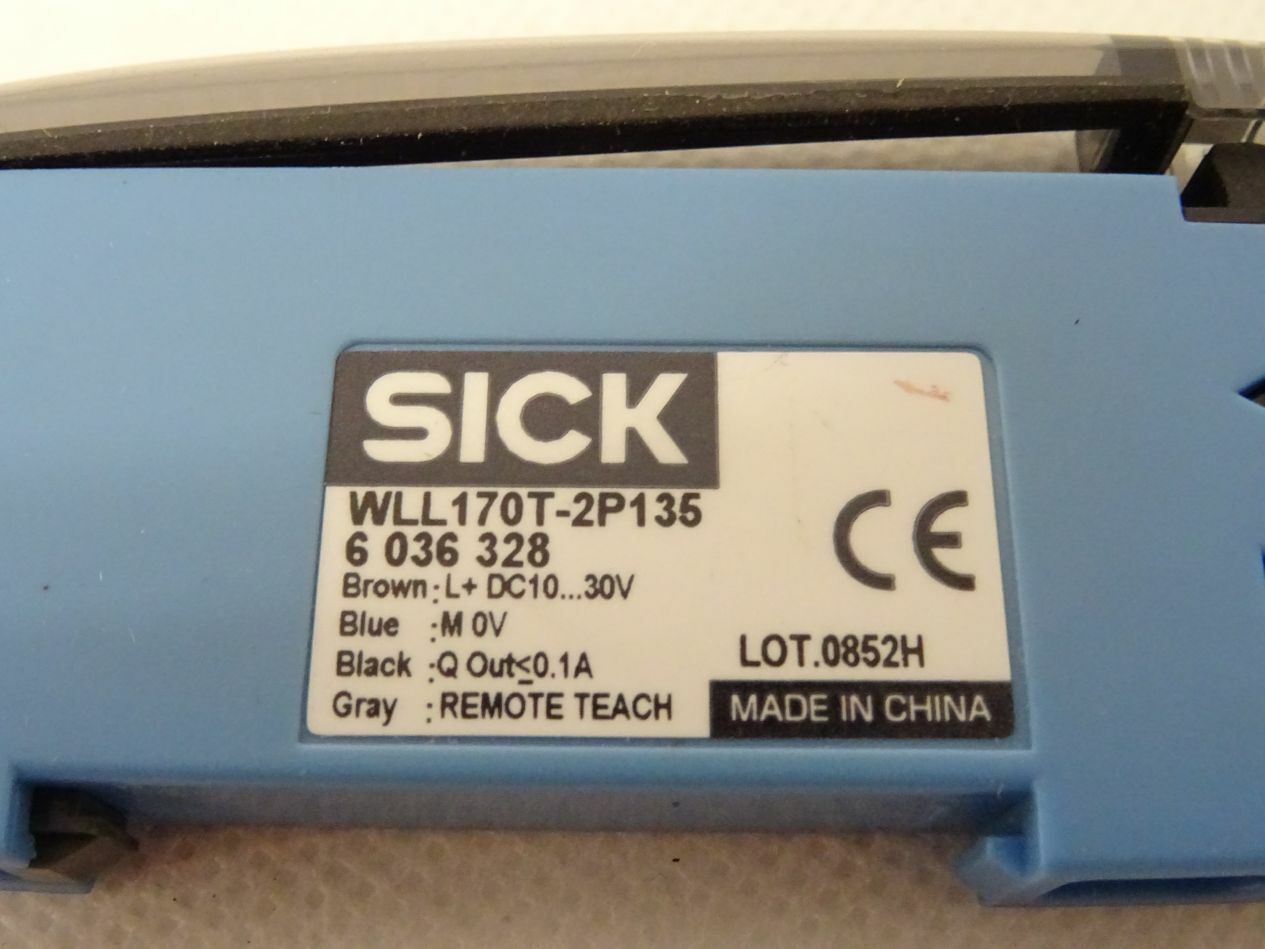 SICK
WLL170T-2P135
6 036 328
Brown : L+ DC10...30V
Blue : M 0V
Black : Q Out≤0.1A
Gray : REMOTE TEACH
CE
LOT.0852H
MADE IN CHINA